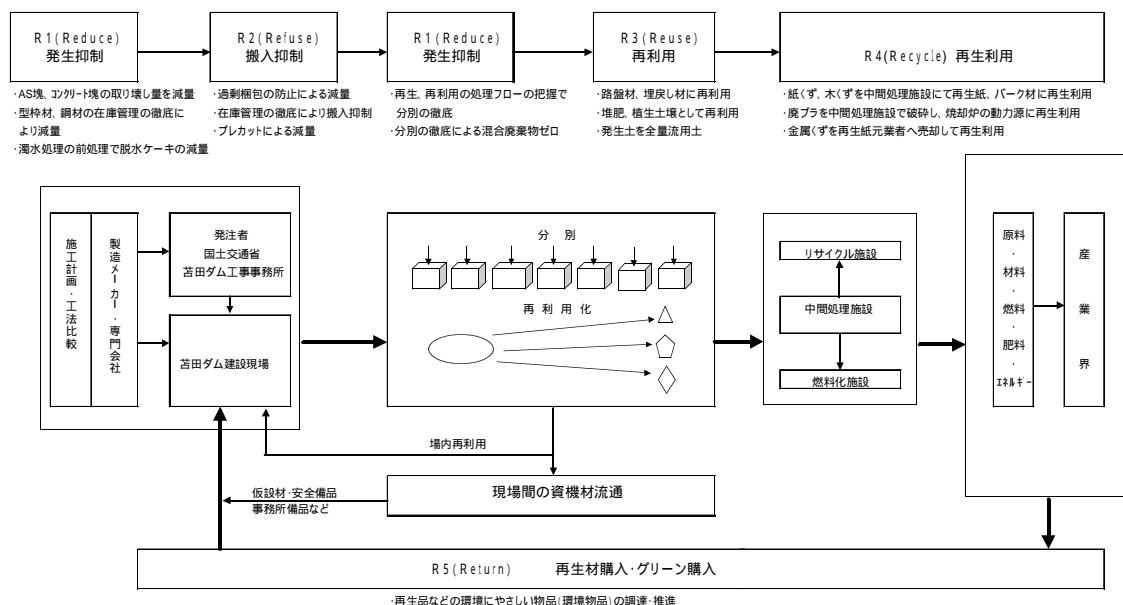 R1(Reduce)
発生抑制
R2(Refuse)
搬入抑制
R1(Reduce)
発生抑制
R3(Reuse)
再利用
R4(Recycle) 再生利用
･AS塊、コンクリート塊の取り壊し量を減量
･型枠材、鋼材の在庫管理の徹底に
より減量
･濁水処理の前処理で脱水ケーキの減量
･過剰梱包の防止による減量
･在庫管理の徹底により搬入抑制
･プレカットによる減量
･再生、再利用の処理フローの把握で
分別の徹底
･分別の徹底による混合廃棄物ゼロ
･路盤材、埋戻し材に再利用
･堆肥、植生土壌として再利用
･発生土を全量流用土
･紙くず、木くずを中間処理施設にて再生紙、バーク材に再生利用
･廃プラを中間処理施設で破砕し、焼却炉の動力源に再生利用
･金属くずを再生紙元業者へ売却して再生利用
施工計画・工法比較
製造メーカー・専門会社
発注者
国土交通省
苫田ダム工事事務所
苫田ダム建設現場
分 別
再 利 用 化
リサイクル施設
中間処理施設
燃料化施設
原料・材料・燃料・肥料・エネルギー
産業界
場内再利用
現場間の資機材流通
仮設材･安全備品
事務所備品など
R5(Return) 再生材購入･グリーン購入
･再生品などの環境にやさしい物品(環境物品)の調達･推進